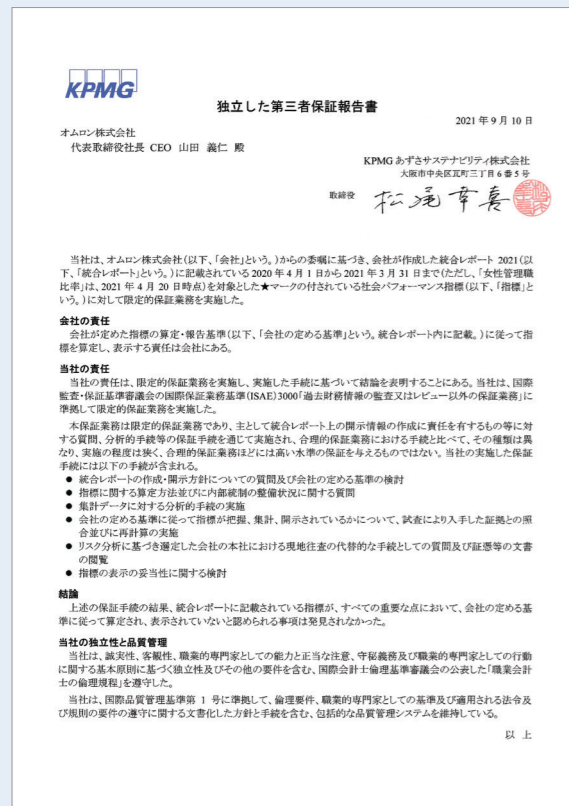 KPMG
独立した第三者保証報告書
2021 年 9 月 10 日
オムロン株式会社
代表取締役社長 CEO 山田 義仁 殿
KPMG あずさサステナビリティ株式会社
大阪市中央区瓦町三丁目 6 番 5 号
取締役 松尾幸喜
当社は、オムロン株式会社(以下、「会社」という。)からの委嘱に基づき、会社が作成した統合レポート 2021(以
下、「統合レポート」という。)に記載されている 2020 年 4 月 1 日から 2021 年 3 月 31 日まで(ただし、「女性管理職
比率」は、2021 年 4 月 20 日時点)を対象とした★マークの付されている社会パフォーマンス指標(以下、「指標」と
いう。)に対して限定的保証業務を実施した。
会社の責任
会社が定めた指標の算定・報告基準(以下、「会社の定める基準」という。統合レポート内に記載。)に従って指
標を算定し、表示する責任は会社にある。
当社の責任
当社の責任は、限定的保証業務を実施し、実施した手続に基づいて結論を表明することにある。当社は、国際
監査・保証基準審議会の国際保証業務基準(ISAE)3000「過去財務情報の監査又はレビュー以外の保証業務」に
準拠して限定的保証業務を実施した。
本保証業務は限定的保証業務であり、主として統合レポート上の開示情報の作成に責任を有するもの等に対
する質問、分析的手続等の保証手続を通じて実施され、合理的保証業務における手続と比べて、その種類は異
なり、実施の程度は狭く、合理的保証業務ほどには高い水準の保証を与えるものではない。当社の実施した保証
手続には以下の手続が含まれる。
● 統合レポートの作成・開示方針についての質問及び会社の定める基準の検討
● 指標に関する算定方法並びに内部統制の整備状況に関する質問
● 集計データに対する分析的手続の実施
● 会社の定める基準に従って指標が把握、集計、開示されているかについて、試査により入手した証拠との照
合並びに再計算の実施
● リスク分析に基づき選定した会社の本社における現地往査の代替的な手続としての質問及び証憑等の文書
の閲覧
● 指標の表示の妥当性に関する検討
結論
上述の保証手続の結果、統合レポートに記載されている指標が、すべての重要な点において、会社の定める基
準に従って算定され、表示されていないと認められる事項は発見されなかった。
当社の独立性と品質管理
当社は、誠実性、客観性、職業的専門家としての能力と正当な注意、守秘義務及び職業的専門家としての行動
に関する基本原則に基づく独立性及びその他の要件を含む、国際会計士倫理基準審議会の公表した「職業会計
士の倫理規程」を遵守した。
当社は、国際品質管理基準第 1 号に準拠して、倫理要件、職業的専門家としての基準及び適用される法令及
び規則の要件の遵守に関する文書化した方針と手続を含む、包括的な品質管理システムを維持している。
以 上